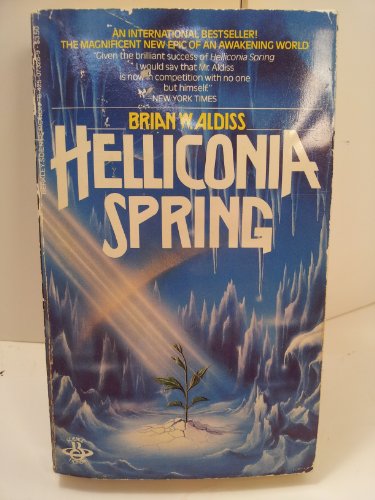 AN INTERNATIONAL BESTSELLER!
THE MAGNIFICENT NEW EPIC OF AN AWAKENING WORLD
"Given the brilliant success of Helliconia Spring
I would say that Mr. Aldiss
is now in competition with no one
but himself."
—NEW YORK TIMES
BRIAN W. ALDISS
HELLICONIA
SPRING